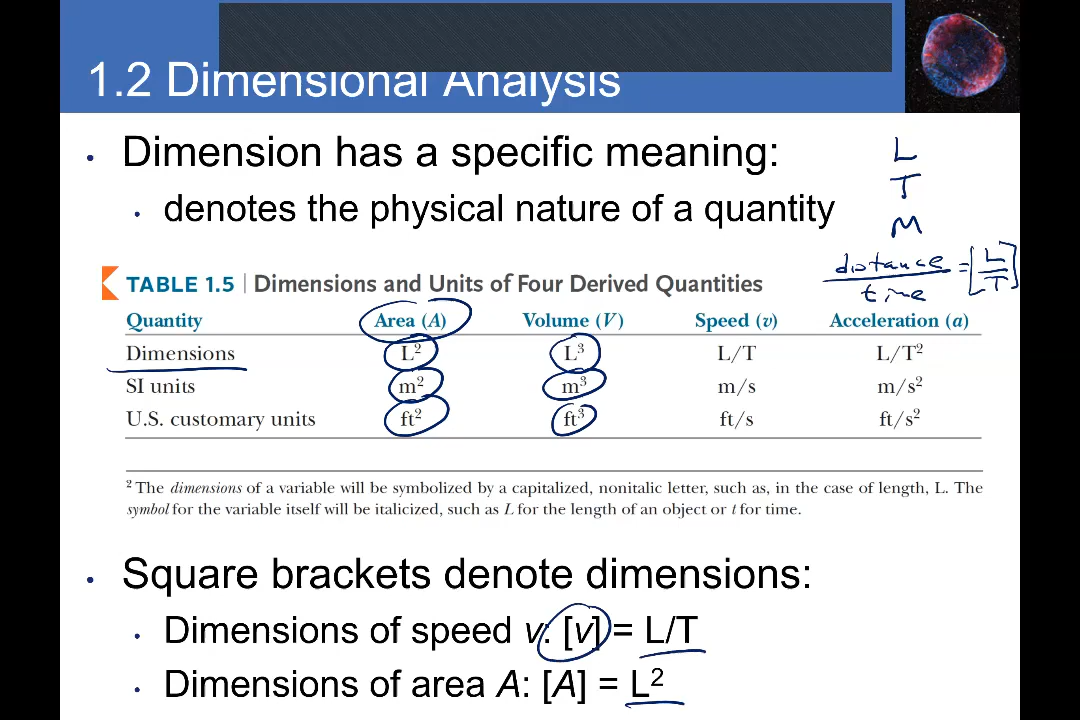 1.2 Dimensional Analysis
• Dimension has a specific meaning:
• denotes the physical nature of a quantity
L
T
M
distance / time = [L/T]
TABLE 1.5 | Dimensions and Units of Four Derived Quantities
Quantity Area (A) Volume (V) Speed (v) Acceleration (a)
Dimensions L² L³ L/T L/T²
SI units m² m³ m/s m/s²
U.S. customary units ft² ft³ ft/s ft/s²
² The dimensions of a variable will be symbolized by a capitalized, nonitalic letter, such as, in the case of length, L. The
symbol for the variable itself will be italicized, such as L for the length of an object or t for time.
• Square brackets denote dimensions:
• Dimensions of speed v: [v] = L/T
• Dimensions of area A: [A] = L²